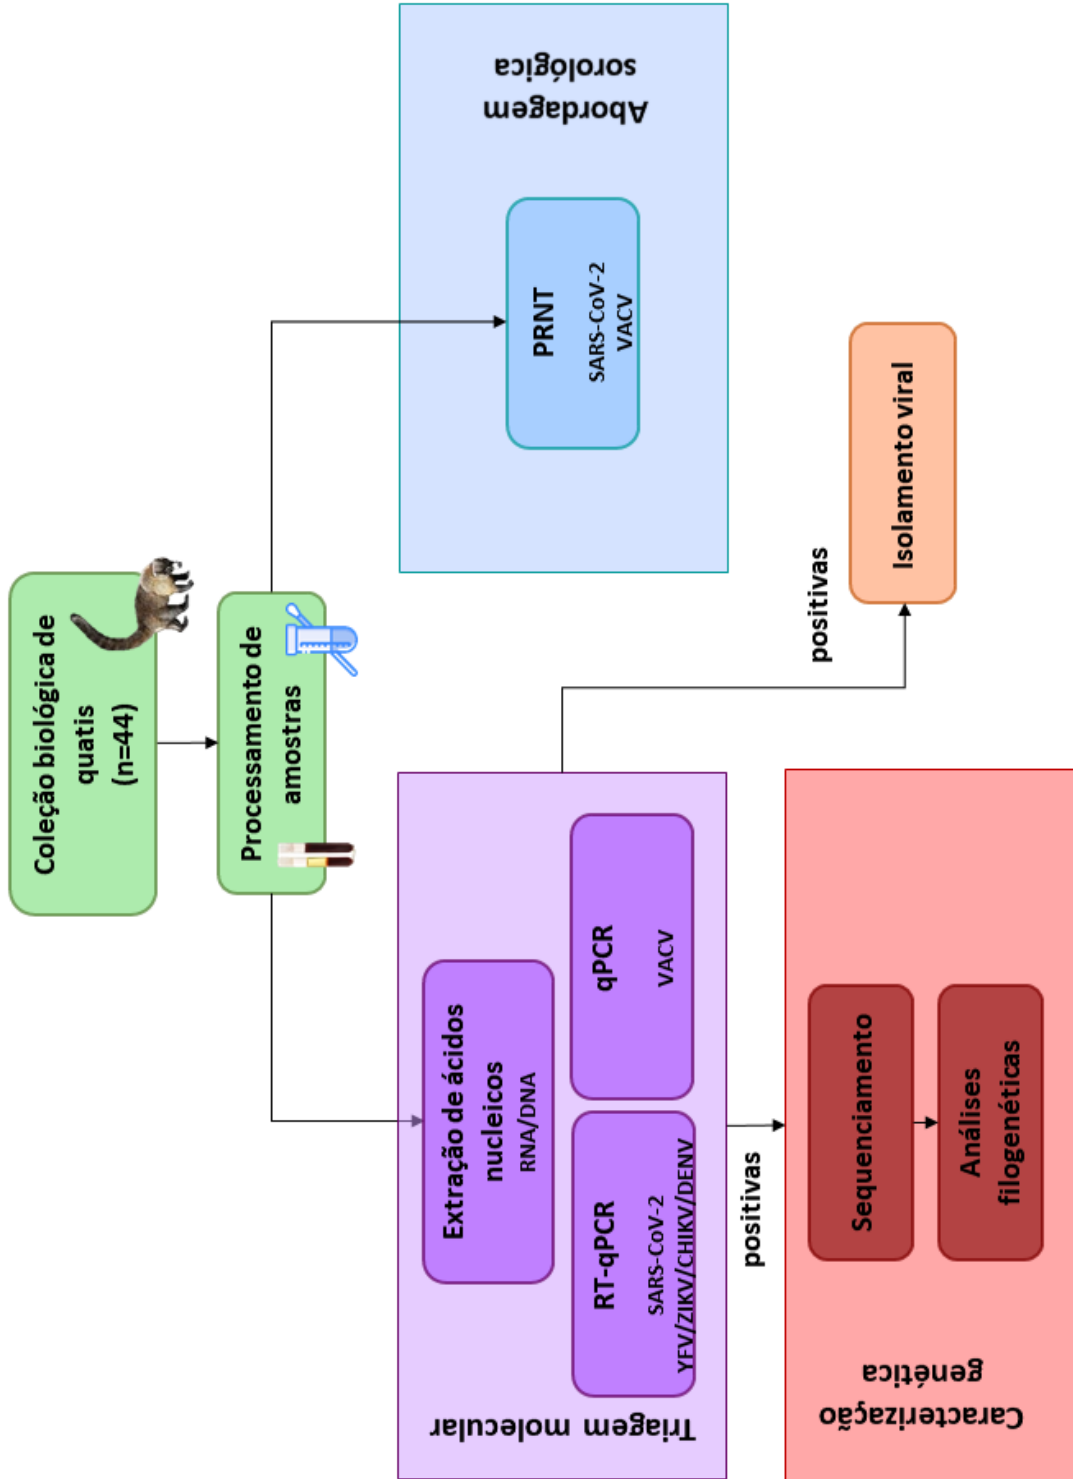 Coleção biológica de
quatis
(n=44)
Processamento de
amostras
Triagem molecular
Extração de ácidos
nucleicos
RNA/DNA
RT-qPCR
SARS-CoV-2
YFV/ZIKV/CHIKV/DENV
qPCR
VACV
Abordagem
sorológica
PRNT
SARS-CoV-2
VACV
positivas
Isolamento viral
positivas
Caracterização
genética
Sequenciamento
Análises
filogenéticas